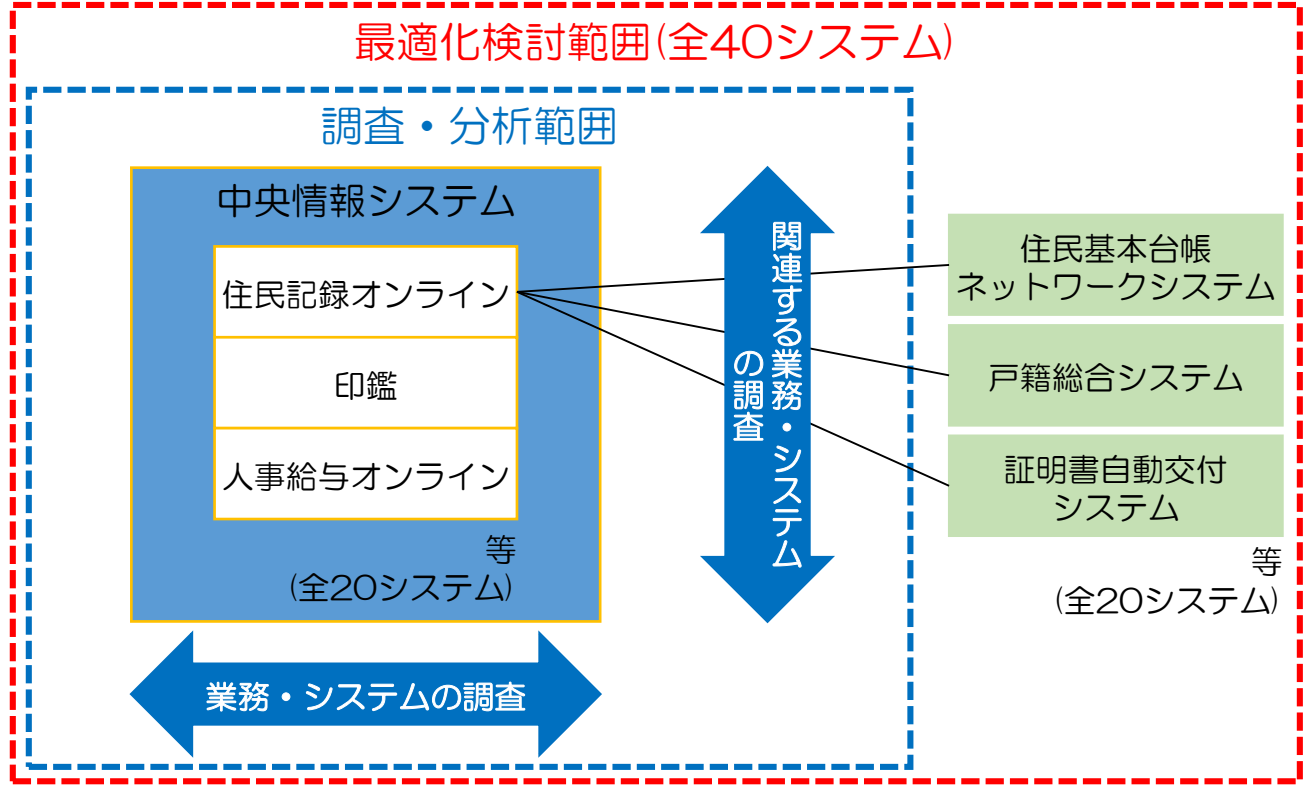 最適化検討範囲(全40システム)
調査・分析範囲
中央情報システム
住民記録オンライン
印鑑
人事給与オンライン
等
(全20システム)
業務・システムの調査
関連する業務・システム
の調査
住民基本台帳
ネットワークシステム
戸籍総合システム
証明書自動交付
システム
等
(全20システム)